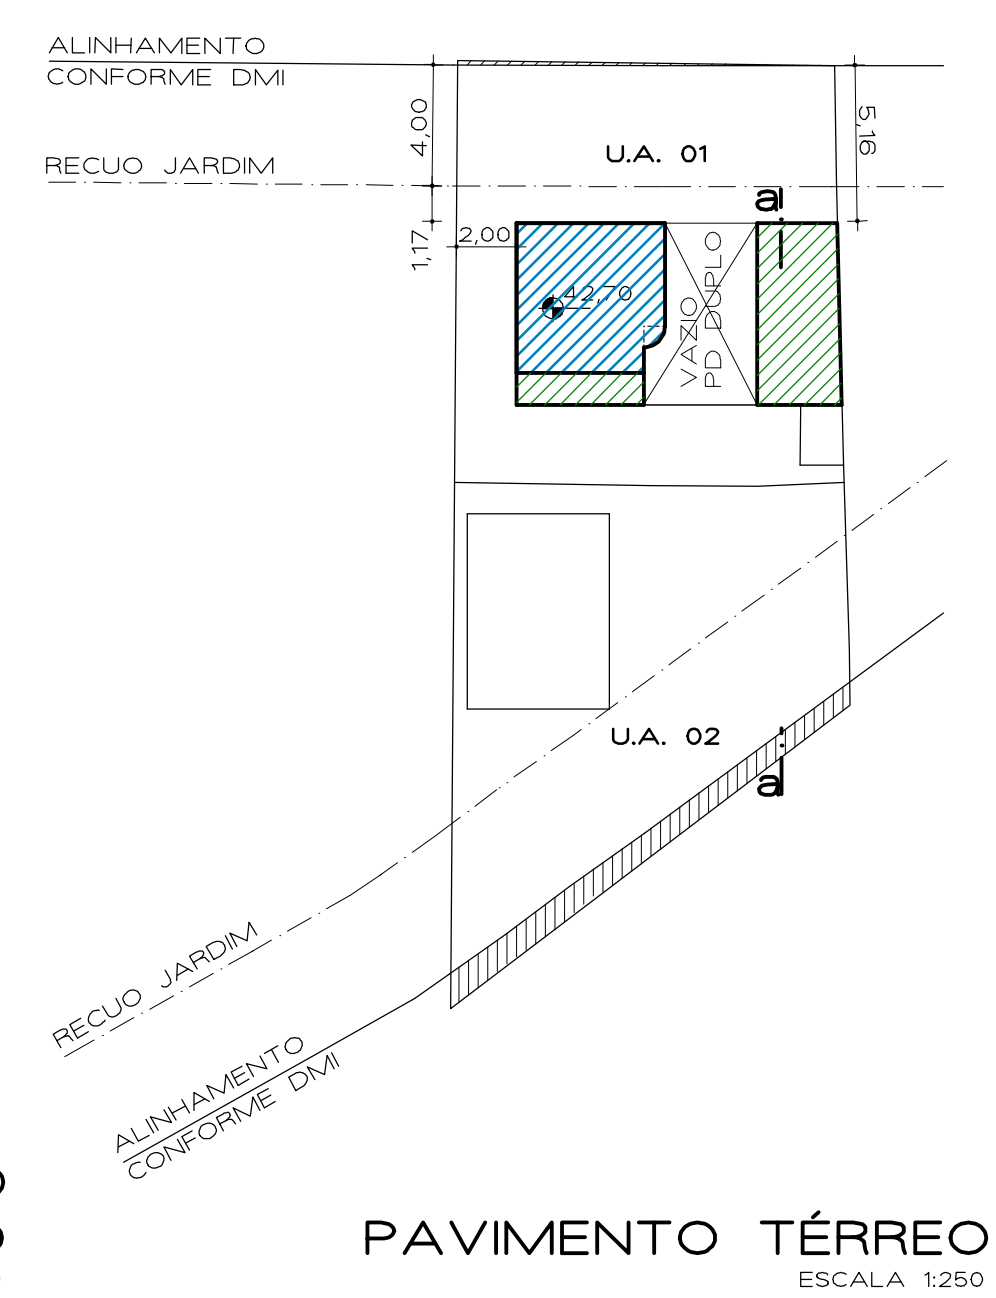 ALINHAMENTO
CONFORME DMI
4,00
5,16
U.A. 01
RECUO JARDIM
a
1,17
2,00
42,70
VAZIO
PD DUPLO
U.A. 02
a
RECUO JARDIM
ALINHAMENTO
CONFORME DMI
PAVIMENTO TÉRREO
ESCALA 1:250